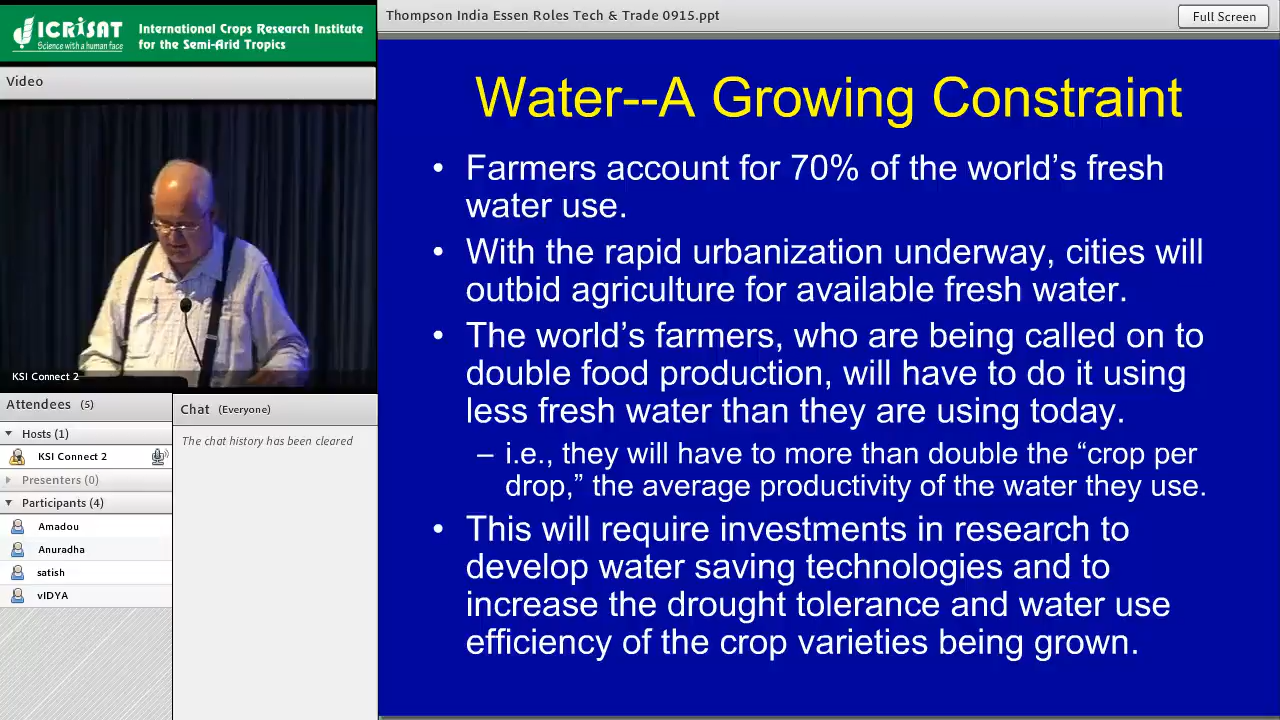 ICRISAT
Science with a human face
International Crops Research Institute
for the Semi-Arid Tropics
Video
KSI Connect 2
Attendees (5)
Hosts (1)
KSI Connect 2
Presenters (0)
Participants (4)
Amadou
Anuradha
satish
vIDYA
Chat (Everyone)
The chat history has been cleared
Thompson India Essen Roles Tech & Trade 0915.ppt
Full Screen
Water--A Growing Constraint
• Farmers account for 70% of the world's fresh
water use.
• With the rapid urbanization underway, cities will
outbid agriculture for available fresh water.
• The world's farmers, who are being called on to
double food production, will have to do it using
less fresh water than they are using today.
– i.e., they will have to more than double the “crop per
drop,” the average productivity of the water they use.
• This will require investments in research to
develop water saving technologies and to
increase the drought tolerance and water use
efficiency of the crop varieties being grown.